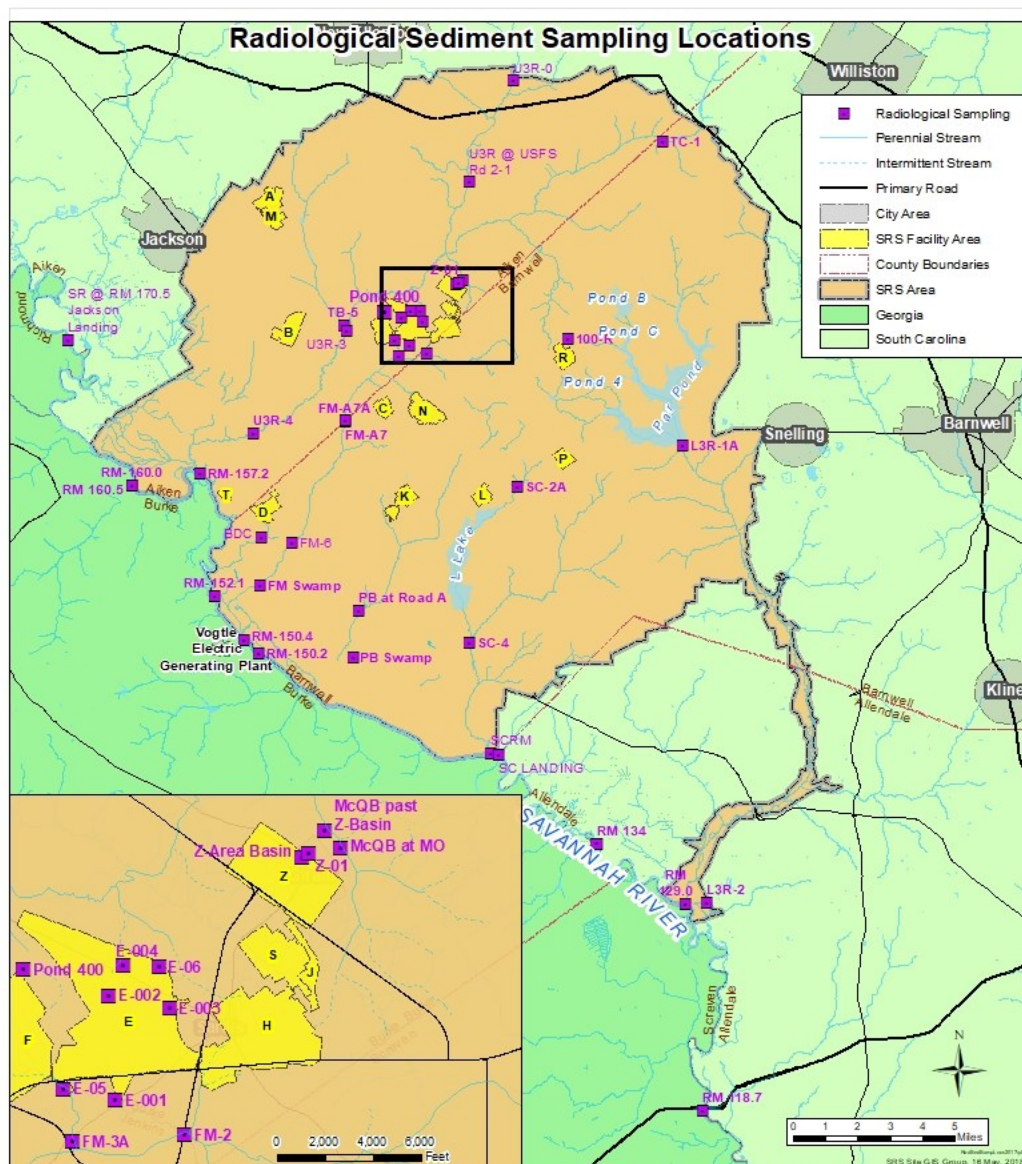 Radiological Sediment Sampling Locations
Williston
U3R-0
TC-1
U3R @ USFS
Rd 2-1
Radiological Sampling
Perennial Stream
Intermittent Stream
Primary Road
City Area
SRS Facility Area
County Boundaries
SRS Area
Georgia
South Carolina
A
M
Jackson
Aiken
Richmond
SR @ RM 170.5
Jackson
Landing
Z-01
Aiken
Barnwell
Pond 400
TB-5
U3R-3
B
Pond B
Pond C
100-R
R
Pond 4
Par Pond
U3R-4
FM-A7A
FM-A7
C
N
L3R-1A
Snelling
Barnwell
RM-160.0
RM 160.5
RM-157.2
Aiken
Burke
T
D
K
L
P
SC-2A
BDC
FM-6
L Lake
RM-152.1
FM Swamp
PB at Road A
Vogtle
Electric
Generating Plant
RM-150.4
RM-150.2
PB Swamp
SC-4
Barnwell
Burke
Barnwell
Allendale
Kline
SCRM
SC LANDING
Allendale
SAVANNAH RIVER
RM 134
RM
129.0
L3R-2
Screven
Allendale
RM-118.7
McQB past
Z-Basin
Z-Area Basin
McQB at MO
Z-01
Z
E-004
E-06
Pond 400
E-002
E-003
S
J
E
F
H
E-05
E-001
FM-3A
FM-2
0 2,000 4,000 6,000
Feet
N
0 1 2 3 4 5
Miles
SRS Site GIS Group, 16 May, 2018